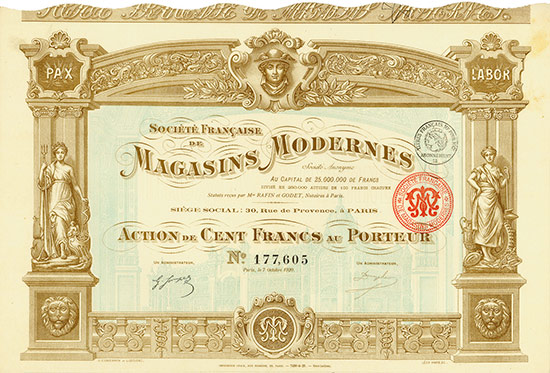 PAX
LABOR
SOCIÉTÉ FRANÇAISE
DE
MAGASINS MODERNES
Société Anonyme
AU CAPITAL DE 25.000.000 DE FRANCS
DIVISÉ EN 250.000 ACTIONS DE 100 FRANCS CHACUNE
Statuts reçus par Mes RAFIN et GODET, Notaires à Paris.
SIÈGE SOCIAL: 30, Rue de Provence, à PARIS
ACTION DE CENT FRANCS AU PORTEUR
No 177,605
UN ADMINISTRATEUR, UN ADMINISTRATEUR,
Paris, le 7 Octobre 1920.